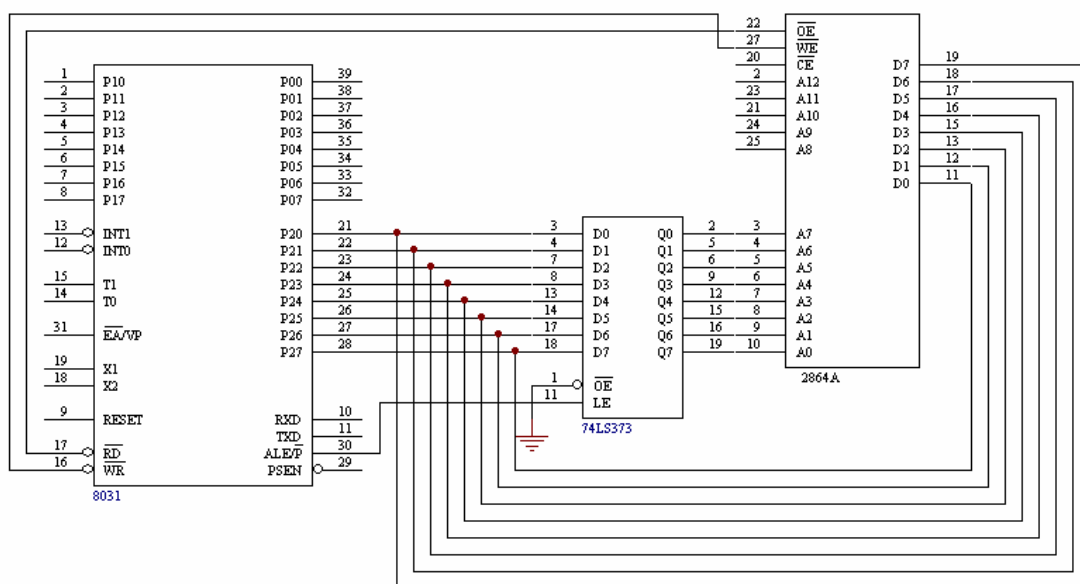 22 OE
27 WE
20 CE
2 A12
23 A11
21 A10
24 A9
25 A8
D7 19
D6 18
D5 17
D4 16
D3 15
D2 13
D1 12
D0 11
3 A7
4 A6
5 A5
6 A4
7 A3
8 A2
9 A1
10 A0
2864A
1 P10
2 P11
3 P12
4 P13
5 P14
6 P15
7 P16
8 P17
13 INT1
12 INT0
15 T1
14 T0
31 EA/VP
19 X1
18 X2
9 RESET
17 RD
16 WR
P00 39
P01 38
P02 37
P03 36
P04 35
P05 34
P06 33
P07 32
P20 21
P21 22
P22 23
P23 24
P24 25
P25 26
P26 27
P27 28
RXD 10
TXD 11
ALE/P 30
PSEN 29
8031
3 D0
4 D1
7 D2
8 D3
13 D4
14 D5
17 D6
18 D7
1 OE
11 LE
Q0 2
Q1 5
Q2 6
Q3 9
Q4 12
Q5 15
Q6 16
Q7 19
74LS373